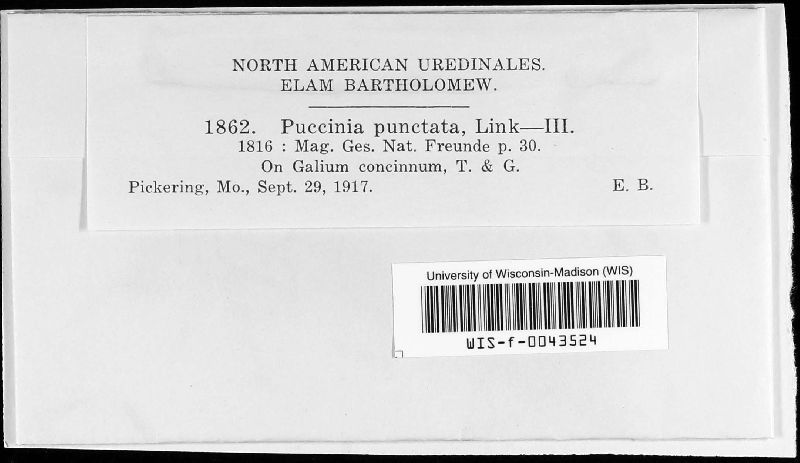 NORTH AMERICAN UREDINALES.
ELAM BARTHOLOMEW.
1862. Puccinia punctata, Link—III.
1816 : Mag. Ges. Nat. Freunde p. 30.
On Galium concinnum, T. & G.
Pickering, Mo., Sept. 29, 1917. E. B.
University of Wisconsin-Madison (WIS)
WIS-f-0043524